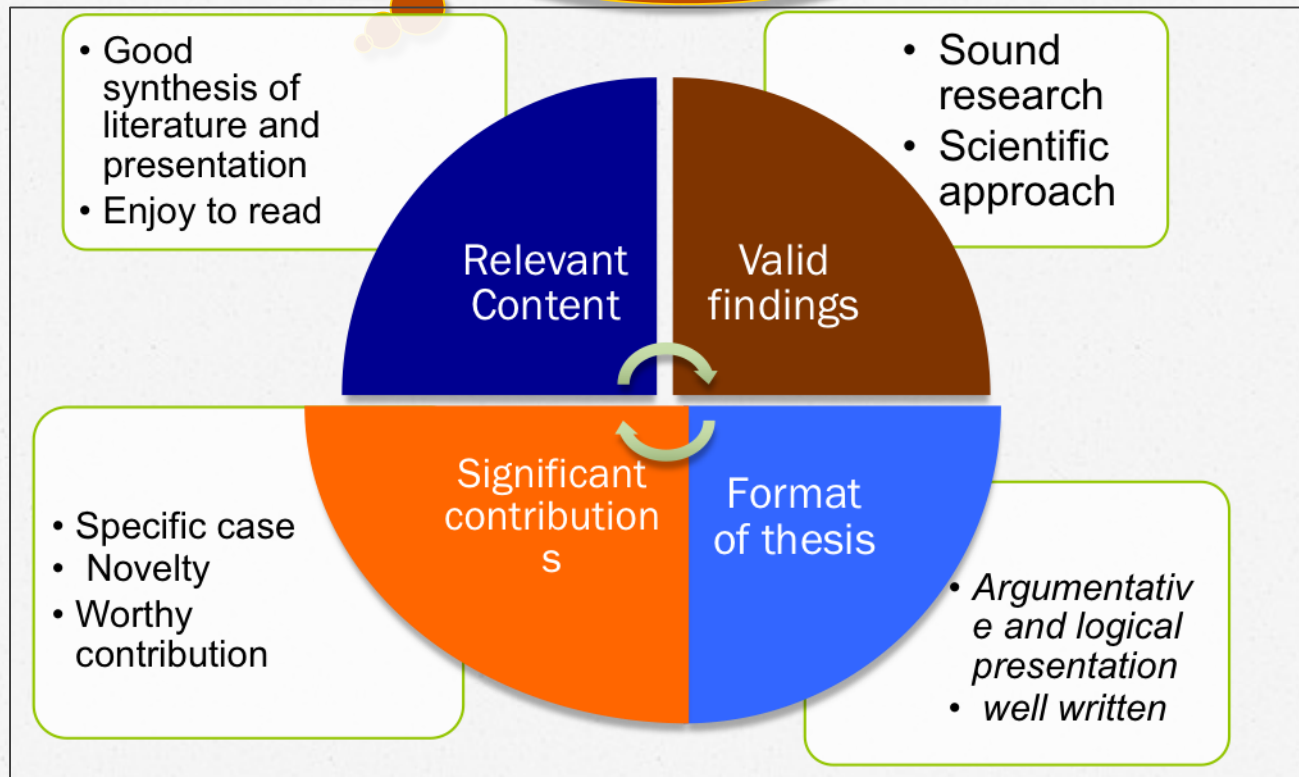 • Good
synthesis of
literature and
presentation
• Enjoy to read
• Sound
research
• Scientific
approach
Relevant
Content
Valid
findings
Significant
contribution
s
Format
of thesis
• Specific case
• Novelty
• Worthy
contribution
• Argumentativ
e and logical
presentation
• well written